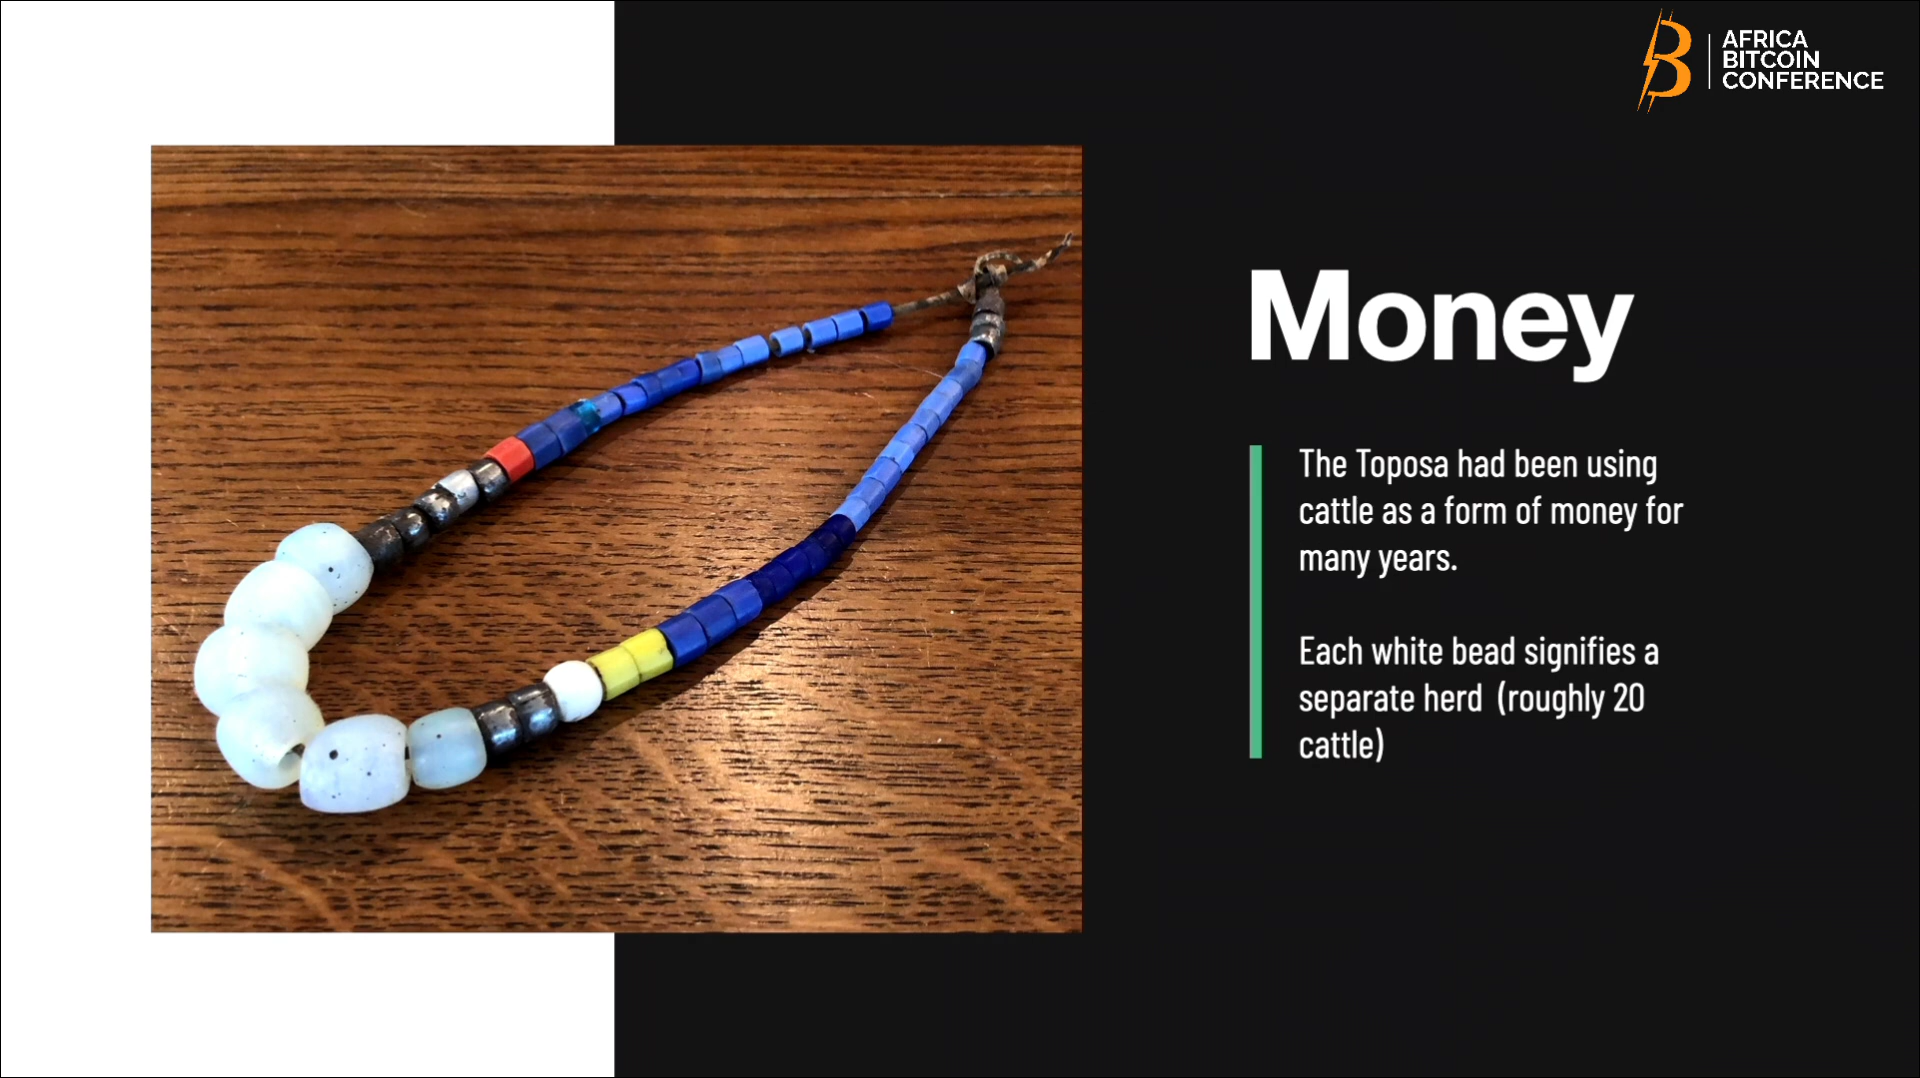 AFRICA
BITCOIN
CONFERENCE
Money
The Toposa had been using
cattle as a form of money for
many years.
Each white bead signifies a
separate herd (roughly 20
cattle)